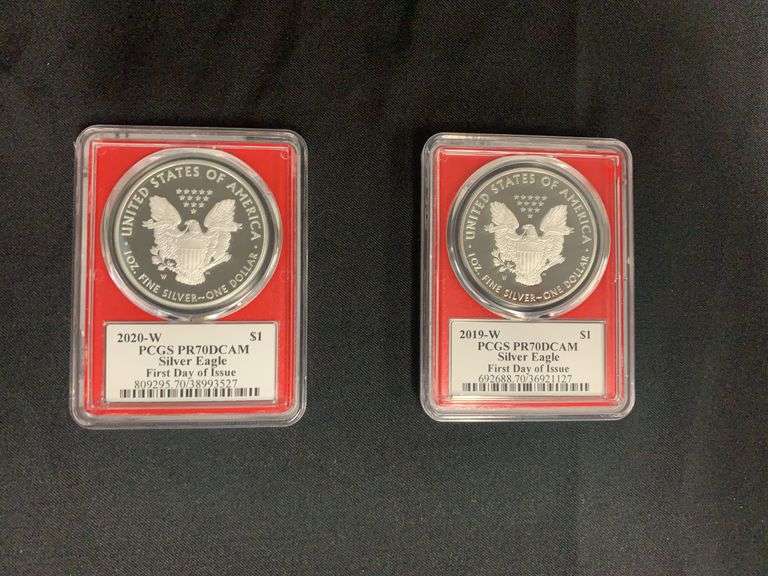 UNITED STATES OF AMERICA
W
1 OZ. FINE SILVER~ONE DOLLAR
2020-W $1
PCGS PR70DCAM
Silver Eagle
First Day of Issue
809295.70/38993527
UNITED STATES OF AMERICA
1 OZ. FINE SILVER~ONE DOLLAR
2019-W $1
PCGS PR70DCAM
Silver Eagle
First Day of Issue
692688.70/36921127